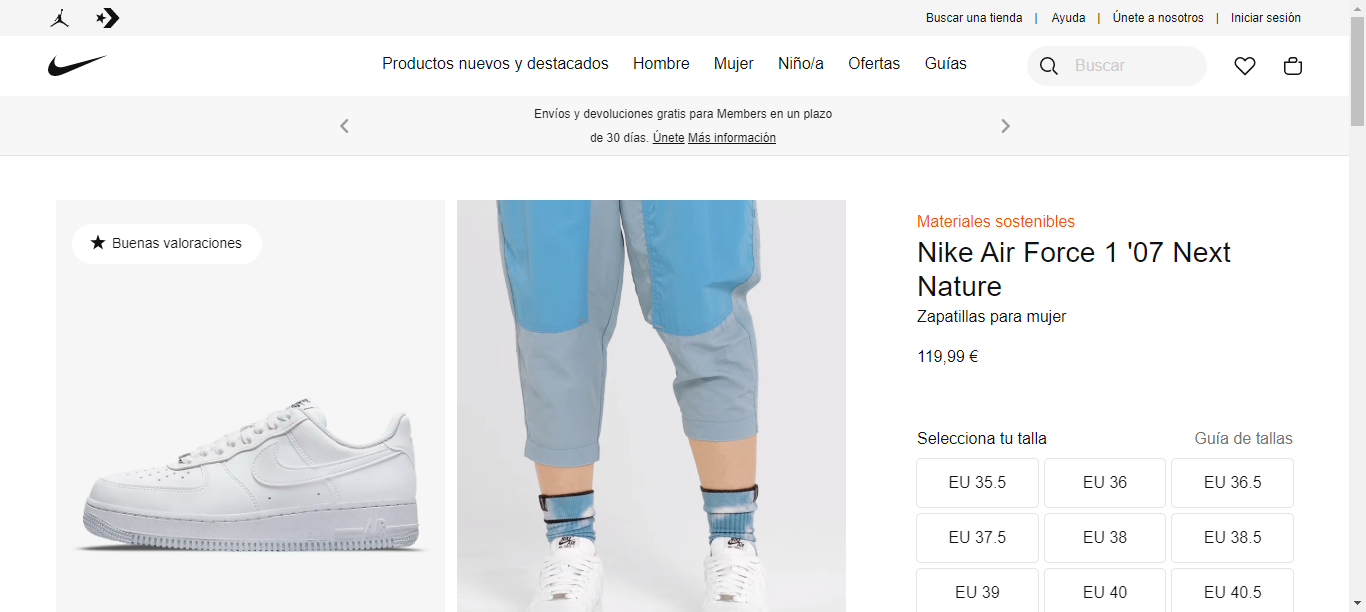 Buscar una tienda | Ayuda | Únete a nosotros | Iniciar sesión
Productos nuevos y destacados Hombre Mujer Niño/a Ofertas Guías Buscar
Envíos y devoluciones gratis para Members en un plazo
de 30 días. Únete Más información
Buenas valoraciones
Materiales sostenibles
Nike Air Force 1 '07 Next
Nature
Zapatillas para mujer
119,99 €
Selecciona tu talla Guía de tallas
EU 35.5 EU 36 EU 36.5
EU 37.5 EU 38 EU 38.5
EU 39 EU 40 EU 40.5